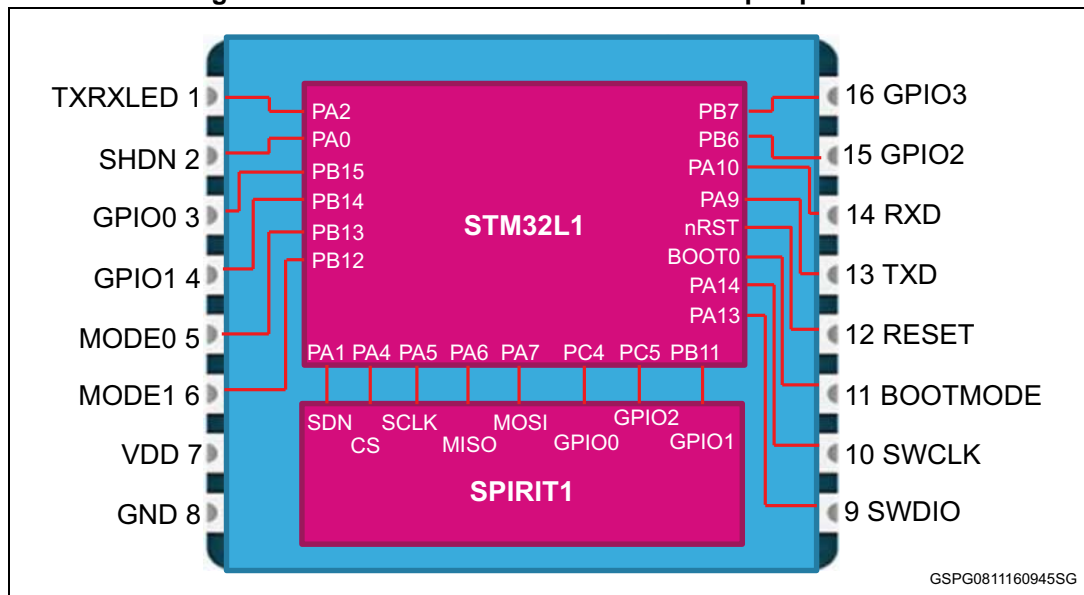 TXRXLED 1
SHDN 2
GPIO0 3
GPIO1 4
MODE0 5
MODE1 6
VDD 7
GND 8
PA2
PA0
PB15
PB14
PB13
PB12
STM32L1
PB7
PB6
PA10
PA9
nRST
BOOT0
PA14
PA13
PA1 PA4 PA5 PA6 PA7 PC4 PC5 PB11
SDN CS SCLK MISO MOSI GPIO0 GPIO2 GPIO1
SPIRIT1
16 GPIO3
15 GPIO2
14 RXD
13 TXD
12 RESET
11 BOOTMODE
10 SWCLK
9 SWDIO
GSPG0811160945SG